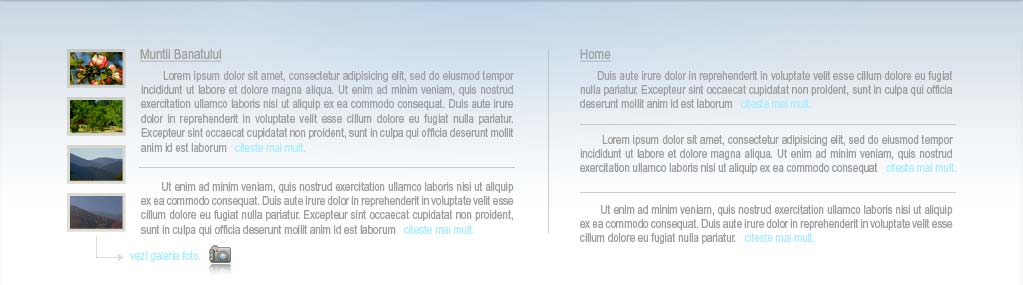 Muntii Banatului
Lorem ipsum dolor sit amet, consectetur adipisicing elit, sed do eiusmod tempor
incididunt ut labore et dolore magna aliqua. Ut enim ad minim veniam, quis nostrud
exercitation ullamco laboris nisi ut aliquip ex ea commodo consequat. Duis aute irure
dolor in reprehenderit in voluptate velit esse cillum dolore eu fugiat nulla pariatur.
Excepteur sint occaecat cupidatat non proident, sunt in culpa qui officia deserunt mollit
anim id est laborum citeste mai mult.
Ut enim ad minim veniam, quis nostrud exercitation ullamco laboris nisi ut aliquip
ex ea commodo consequat. Duis aute irure dolor in reprehenderit in voluptate velit esse
cillum dolore eu fugiat nulla pariatur. Excepteur sint occaecat cupidatat non proident,
sunt in culpa qui officia deserunt mollit anim id est laborum citeste mai mult.
vezi galeria foto.
Home
Duis aute irure dolor in reprehenderit in voluptate velit esse cillum dolore eu fugiat
nulla pariatur. Excepteur sint occaecat cupidatat non proident, sunt in culpa qui officia
deserunt mollit anim id est laborum citeste mai mult.
Lorem ipsum dolor sit amet, consectetur adipisicing elit, sed do eiusmod tempor
incididunt ut labore et dolore magna aliqua. Ut enim ad minim veniam, quis nostrud
exercitation ullamco laboris nisi ut aliquip ex ea commodo consequat citeste mai mult.
Ut enim ad minim veniam, quis nostrud exercitation ullamco laboris nisi ut aliquip
ex ea commodo consequat. Duis aute irure dolor in reprehenderit in voluptate velit esse
cillum dolore eu fugiat nulla pariatur. citeste mai mult.